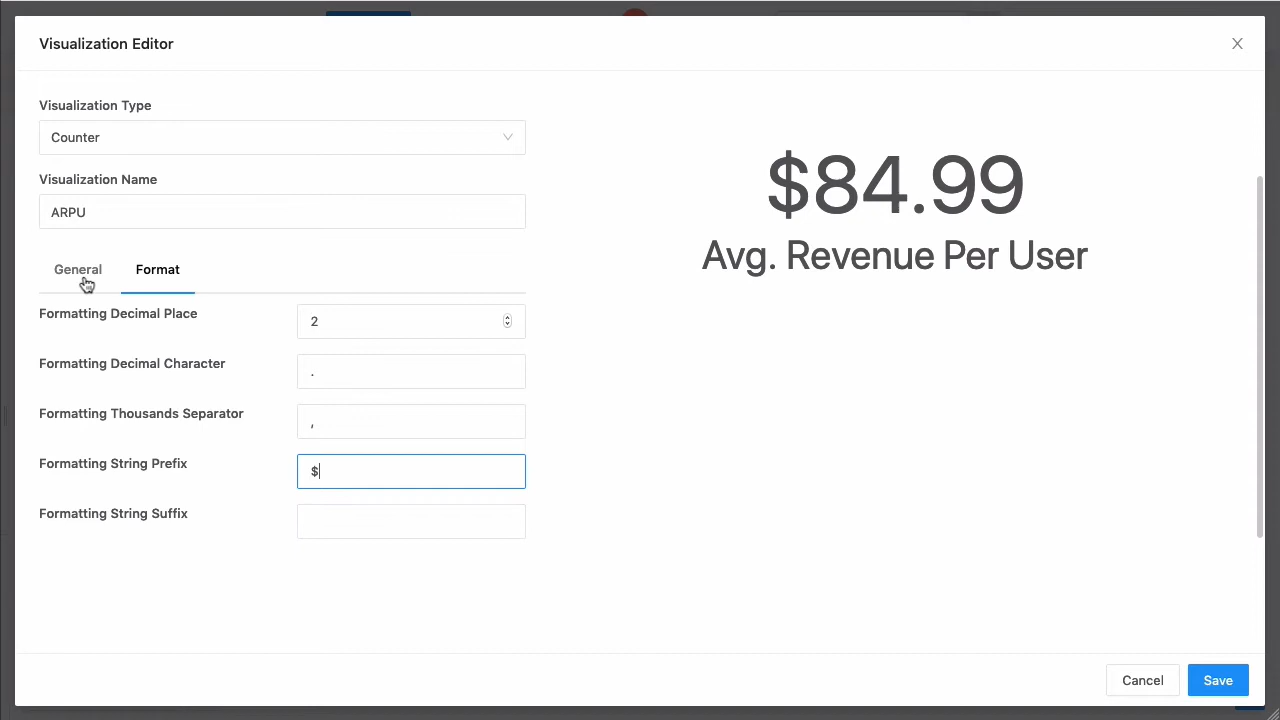 Visualization Editor
Visualization Type
Counter
Visualization Name
ARPU
General Format
Formatting Decimal Place 2
Formatting Decimal Character .
Formatting Thousands Separator ,
Formatting String Prefix $
Formatting String Suffix
$84.99
Avg. Revenue Per User
Cancel Save